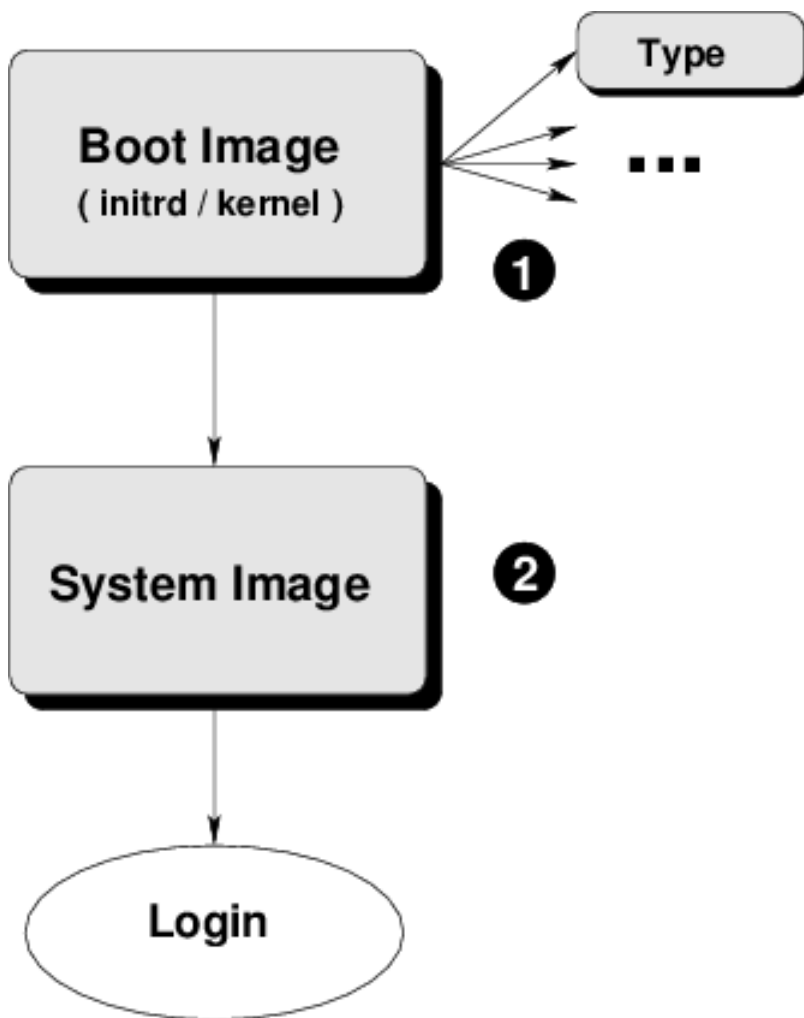 Type
Boot Image
( initrd / kernel )
...
1
System Image
2
Login